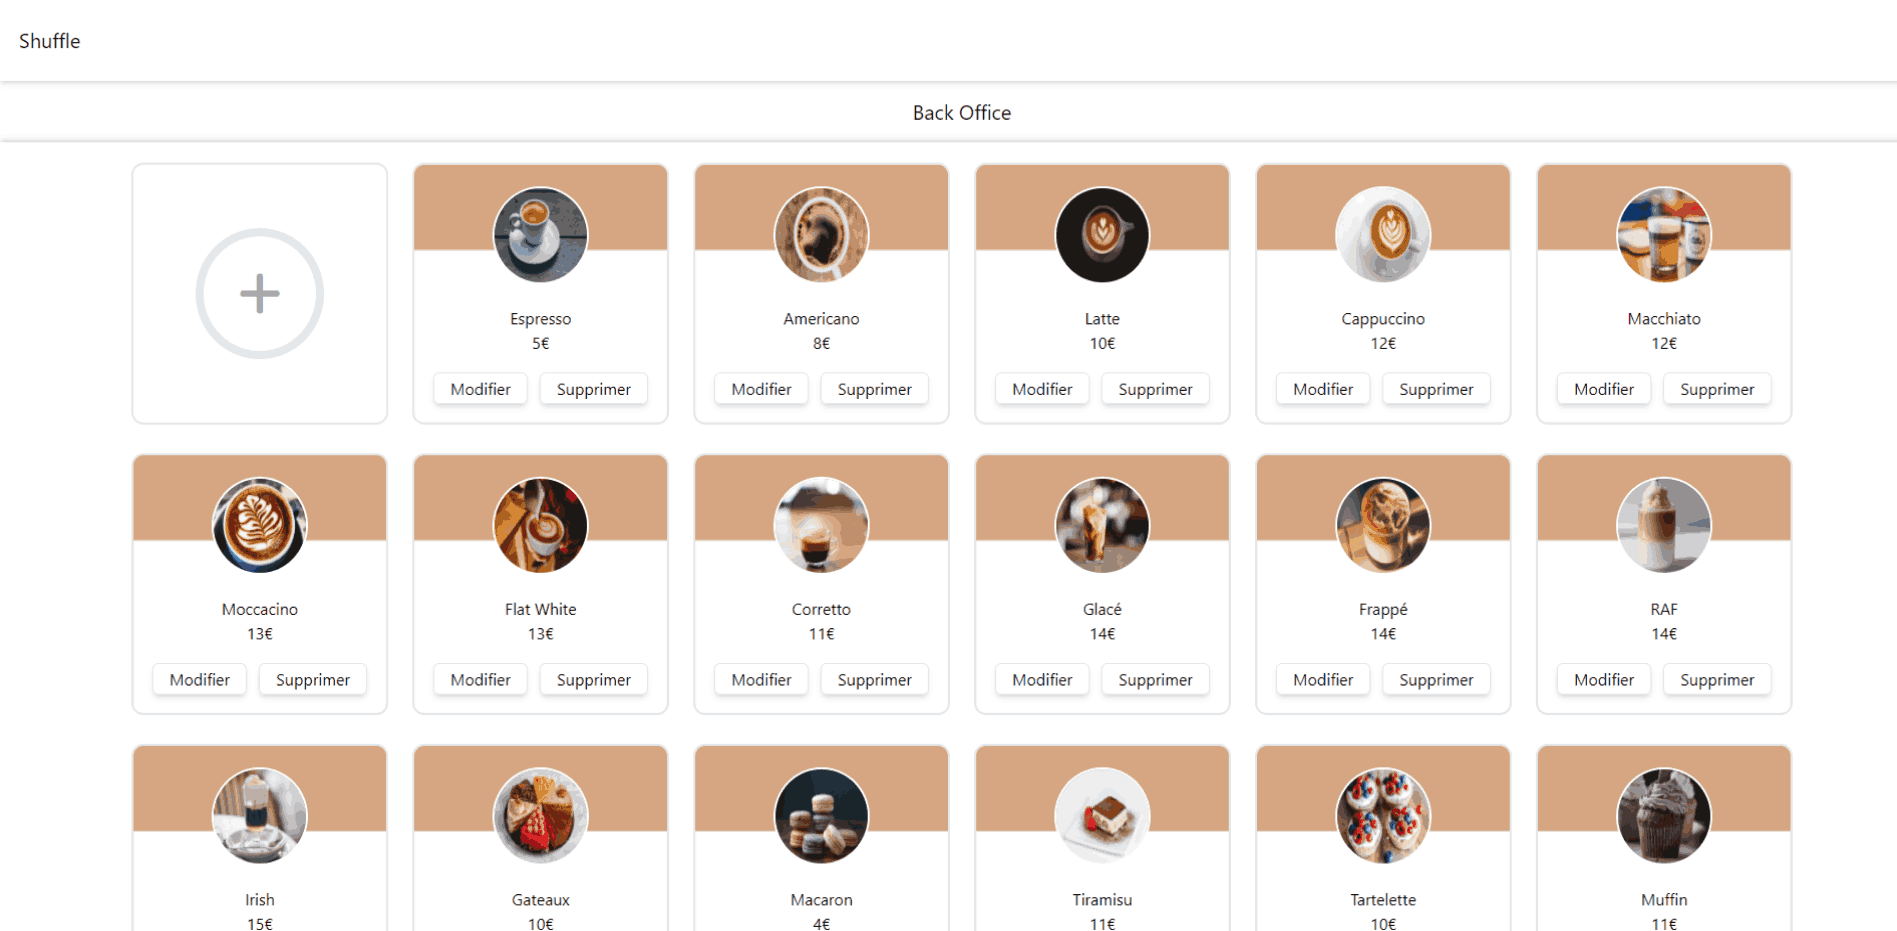 Shuffle
Back Office
Espresso
5€
Modifier Supprimer
Americano
8€
Modifier Supprimer
Latte
10€
Modifier Supprimer
Cappuccino
12€
Modifier Supprimer
Macchiato
12€
Modifier Supprimer
Moccacino
13€
Modifier Supprimer
Flat White
13€
Modifier Supprimer
Corretto
11€
Modifier Supprimer
Glacé
14€
Modifier Supprimer
Frappé
14€
Modifier Supprimer
RAF
14€
Modifier Supprimer
Irish
15€
Gateaux
10€
Macaron
4€
Tiramisu
11€
Tartelette
10€
Muffin
11€